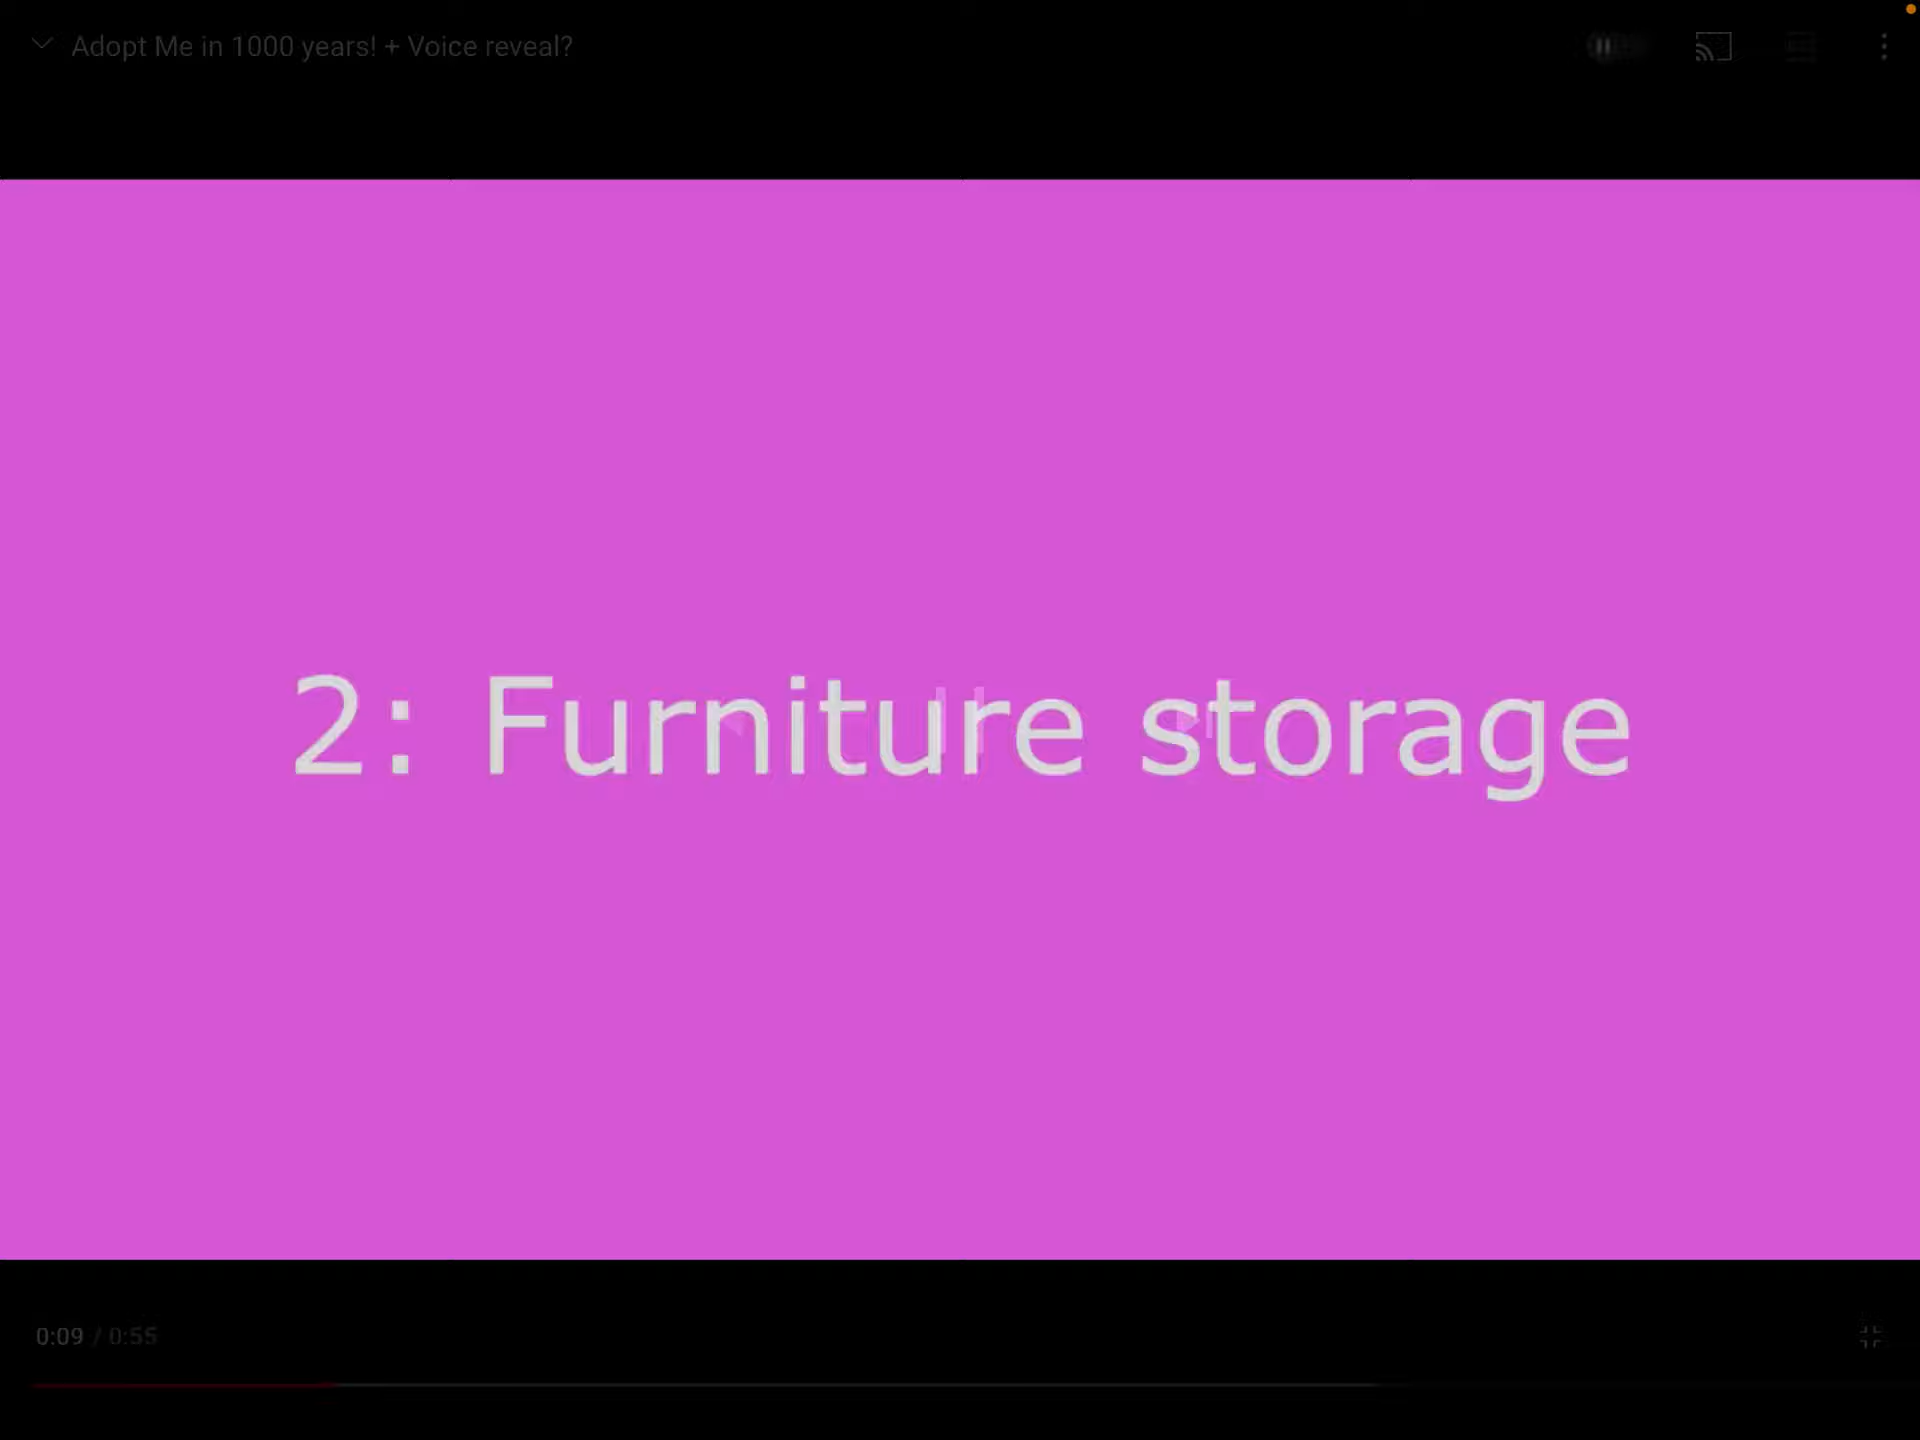 Adopt Me in 1000 years! + Voice reveal?
2: Furniture storage
0:09 / 0:55